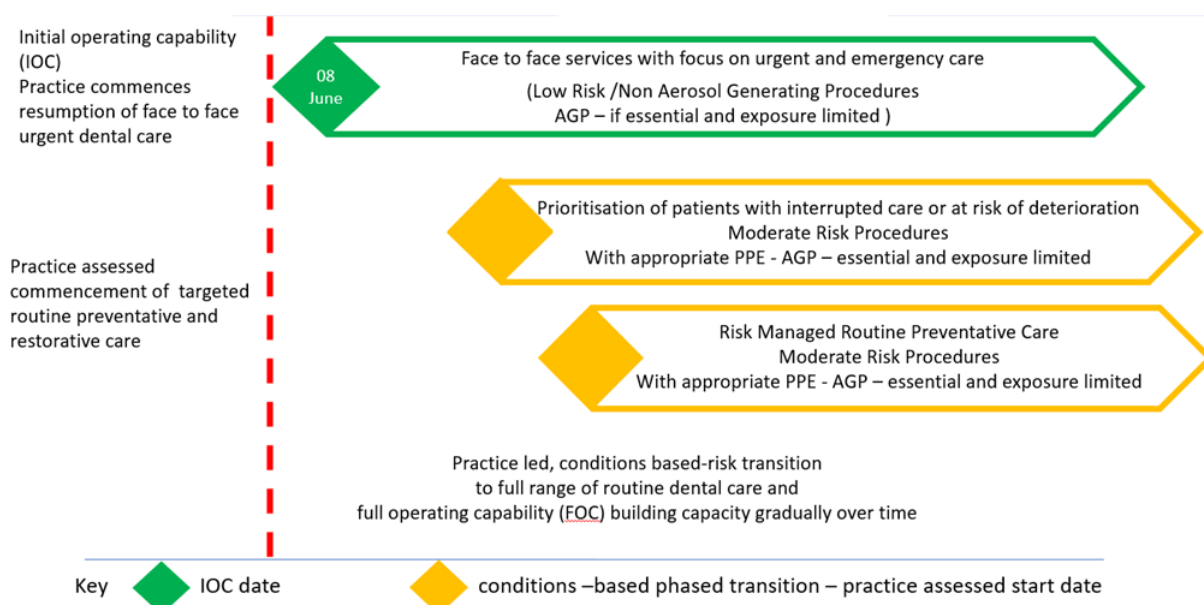 Initial operating capability
(IOC)
Practice commences
resumption of face to face
urgent dental care
08
June
Face to face services with focus on urgent and emergency care
(Low Risk /Non Aerosol Generating Procedures
AGP – if essential and exposure limited )
Prioritisation of patients with interrupted care or at risk of deterioration
Moderate Risk Procedures
With appropriate PPE - AGP – essential and exposure limited
Practice assessed
commencement of targeted
routine preventative and
restorative care
Risk Managed Routine Preventative Care
Moderate Risk Procedures
With appropriate PPE - AGP – essential and exposure limited
Practice led, conditions based-risk transition
to full range of routine dental care and
full operating capability (FOC) building capacity gradually over time
Key
IOC date
conditions –based phased transition – practice assessed start date